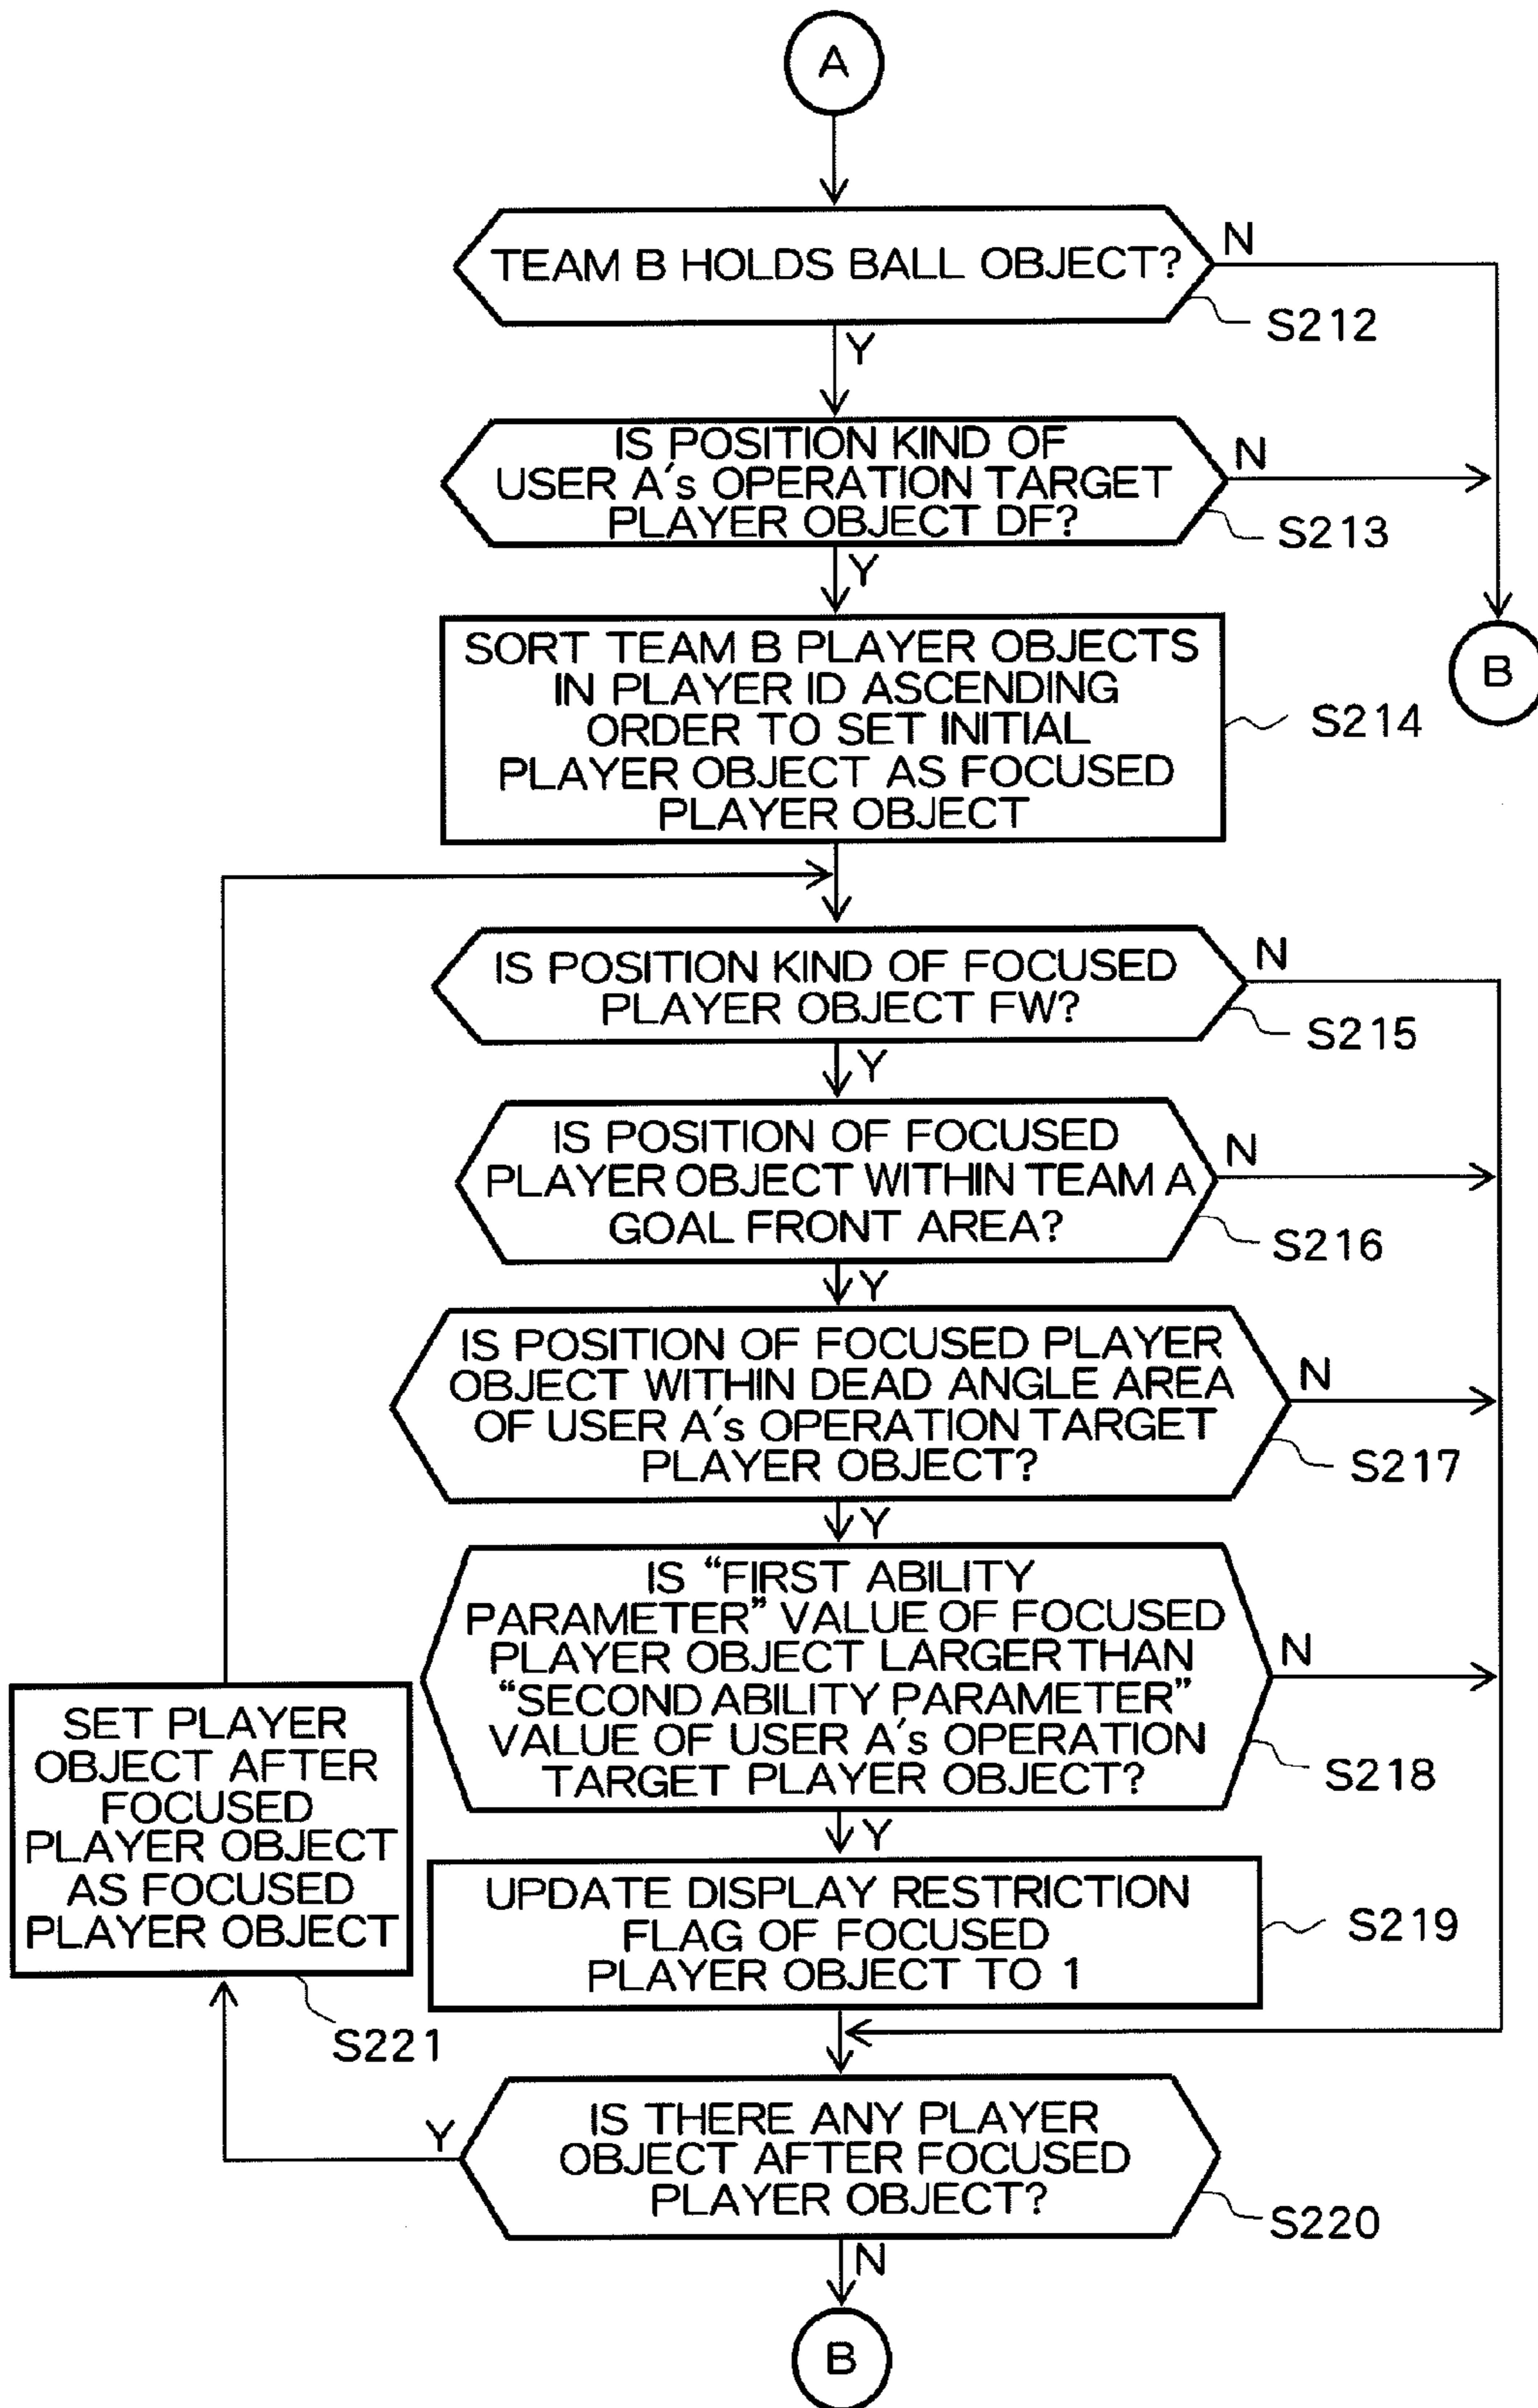 A
TEAM B HOLDS BALL OBJECT?
N
S212
Y
IS POSITION KIND OF
USER A's OPERATION TARGET
PLAYER OBJECT DF?
N
S213
Y
SORT TEAM B PLAYER OBJECTS
IN PLAYER ID ASCENDING
ORDER TO SET INITIAL
PLAYER OBJECT AS FOCUSED
PLAYER OBJECT
S214
B
IS POSITION KIND OF FOCUSED
PLAYER OBJECT FW?
N
S215
Y
IS POSITION OF FOCUSED
PLAYER OBJECT WITHIN TEAM A
GOAL FRONT AREA?
N
S216
Y
IS POSITION OF FOCUSED PLAYER
OBJECT WITHIN DEAD ANGLE AREA
OF USER A's OPERATION TARGET
PLAYER OBJECT?
N
S217
Y
IS “FIRST ABILITY
PARAMETER” VALUE OF FOCUSED
PLAYER OBJECT LARGER THAN
“SECOND ABILITY PARAMETER”
VALUE OF USER A's OPERATION
TARGET PLAYER OBJECT?
N
S218
Y
SET PLAYER
OBJECT AFTER
FOCUSED
PLAYER OBJECT
AS FOCUSED
PLAYER OBJECT
S221
UPDATE DISPLAY RESTRICTION
FLAG OF FOCUSED
PLAYER OBJECT TO 1
S219
IS THERE ANY PLAYER
OBJECT AFTER FOCUSED
PLAYER OBJECT?
Y
S220
N
B